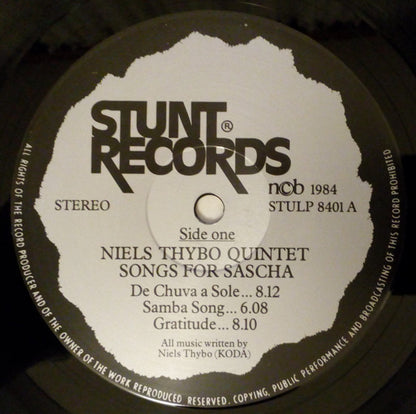 STUNT®
RECORDS
ncb 1984
STEREO
STULP 8401 A
Side one
NIELS THYBO QUINTET
SONGS FOR SASCHA
De Chuva a Sole... 8.12
Samba Song... 6.08
Gratitude... 8.10
All music written by
Niels Thybo (KODA)
ALL RIGHTS OF THE RECORD PRODUCER AND OF THE OWNER OF THE WORK REPRODUCED RESERVED. COPYING, PUBLIC PERFORMANCE AND BROADCASTING OF THIS RECORD PROHIBITED